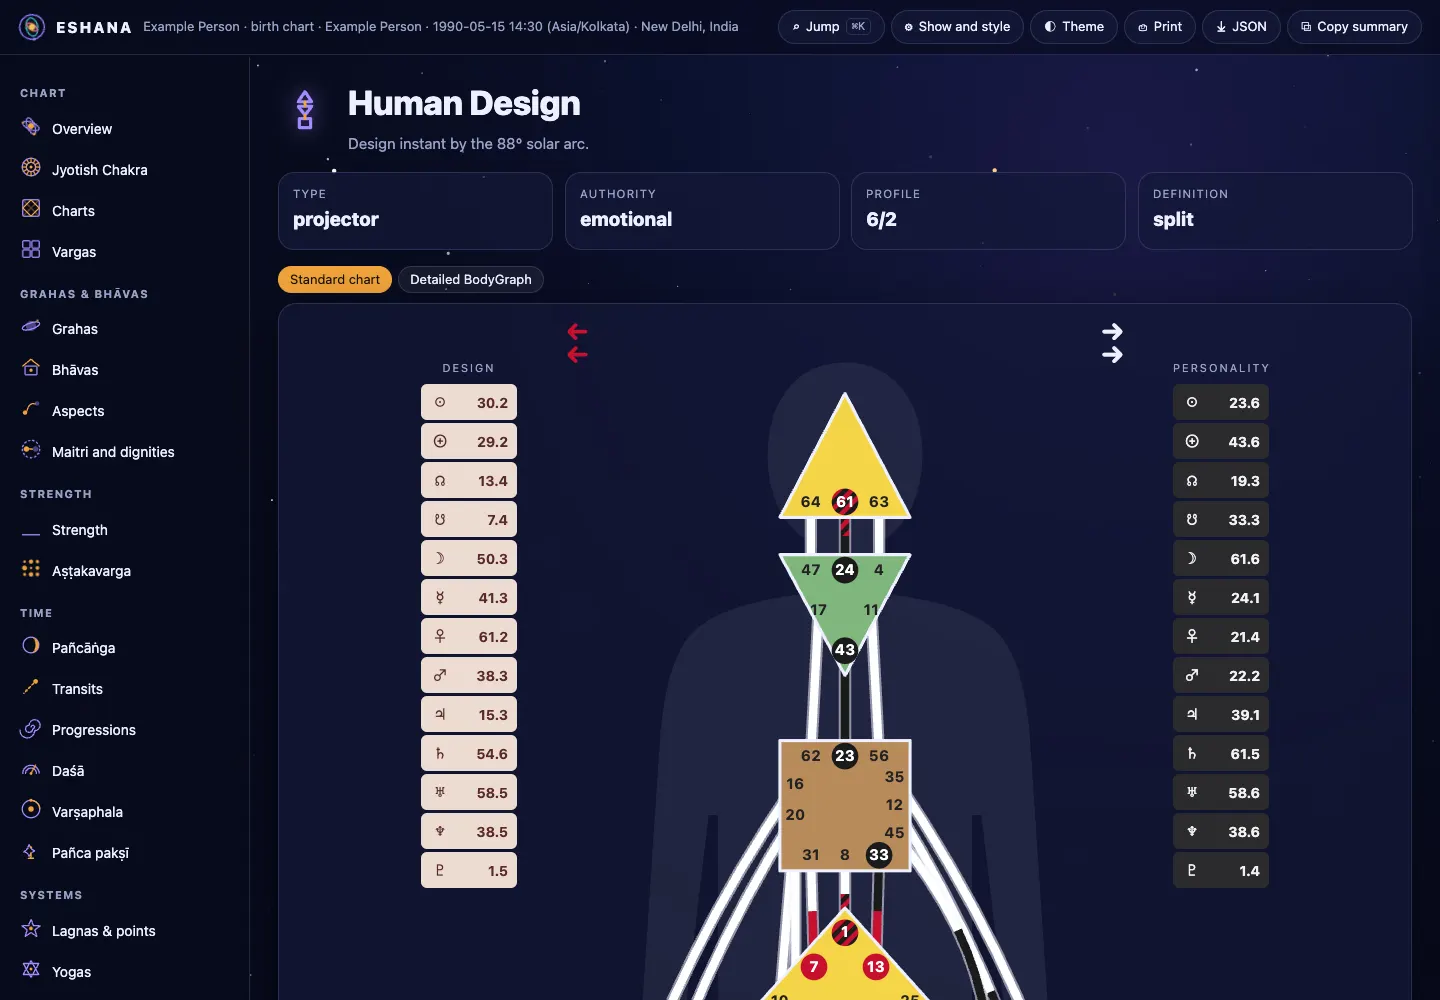 ESHANA
Example Person · birth chart · Example Person · 1990-05-15 14:30 (Asia/Kolkata) · New Delhi, India
Jump ⌘K
Show and style
Theme
Print
JSON
Copy summary
CHART
Overview
Jyotish Chakra
Charts
Vargas
GRAHAS & BHĀVAS
Grahas
Bhāvas
Aspects
Maitri and dignities
STRENGTH
Strength
Aṣṭakavarga
TIME
Pañcāṅga
Transits
Progressions
Daśā
Varṣaphala
Pañca pakṣī
SYSTEMS
Lagnas & points
Yogas
Human Design
Design instant by the 88° solar arc.
TYPE
projector
AUTHORITY
emotional
PROFILE
6/2
DEFINITION
split
Standard chart
Detailed BodyGraph
DESIGN
☉ 30.2
⊕ 29.2
☊ 13.4
☋ 7.4
☽ 50.3
☿ 41.3
♀ 61.2
♂ 38.3
♃ 15.3
♄ 54.6
♅ 58.5
♆ 38.5
♇ 1.5
64 61 63
47 24 4
17 11
43
62 23 56
16 35
20 12
45
31 8 33
1
7 13
PERSONALITY
☉ 23.6
⊕ 43.6
☊ 19.3
☋ 33.3
☽ 61.6
☿ 24.1
♀ 21.4
♂ 22.2
♃ 39.1
♄ 61.5
♅ 58.6
♆ 38.6
♇ 1.4